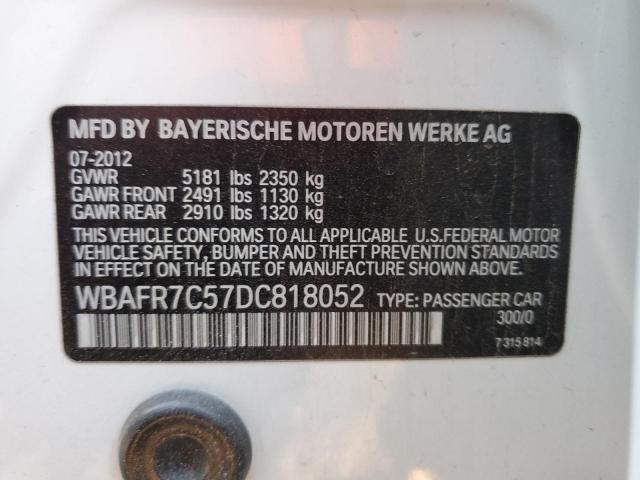 MFD BY BAYERISCHE MOTOREN WERKE AG
07-2012
GVWR 5181 lbs 2350 kg
GAWR FRONT 2491 lbs 1130 kg
GAWR REAR 2910 lbs 1320 kg
THIS VEHICLE CONFORMS TO ALL APPLICABLE U.S.FEDERAL MOTOR
VEHICLE SAFETY, BUMPER AND THEFT PREVENTION STANDARDS
IN EFFECT ON THE DATE OF MANUFACTURE SHOWN ABOVE.
WBAFR7C57DC818052 TYPE: PASSENGER CAR
300/0
7 315 814